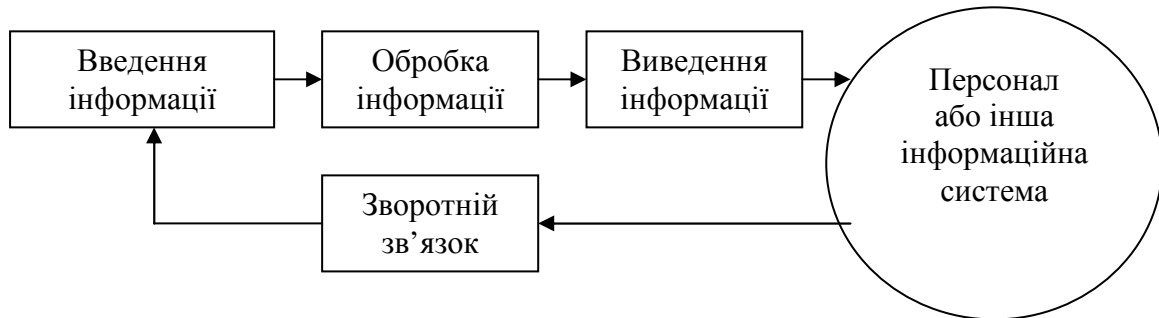 Введення
інформації
Обробка
інформації
Виведення
інформації
Персонал
або інша
інформаційна
система
Зворотній
зв’язок